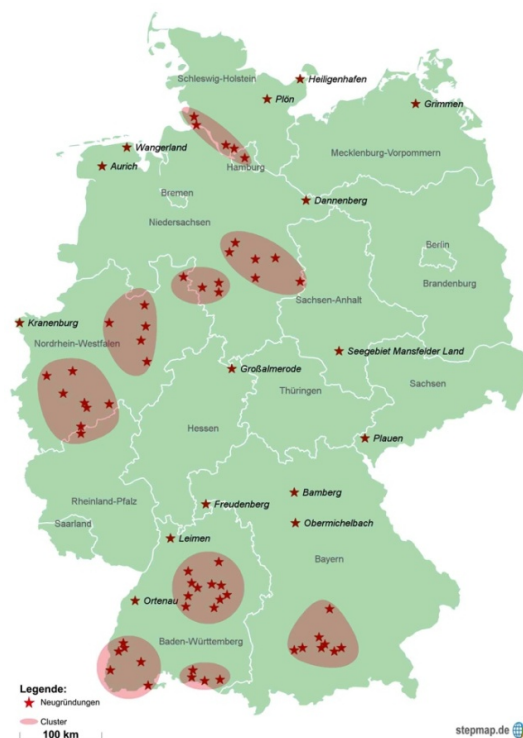 Schleswig-Holstein
Heiligenhafen
Plön
Grimmen
Mecklenburg-Vorpommern
Hamburg
Wangerland
Aurich
Bremen
Dannenberg
Niedersachsen
Berlin
Brandenburg
Sachsen-Anhalt
Kranenburg
Nordrhein-Westfalen
Seegebiet Mansfelder Land
Großalmerode
Thüringen
Sachsen
Hessen
Plauen
Rheinland-Pfalz
Bamberg
Freudenberg
Saarland
Obermichelbach
Leimen
Bayern
Ortenau
Baden-Württemberg
Legende:
Neugründungen
Cluster
100 km
stepmap.de